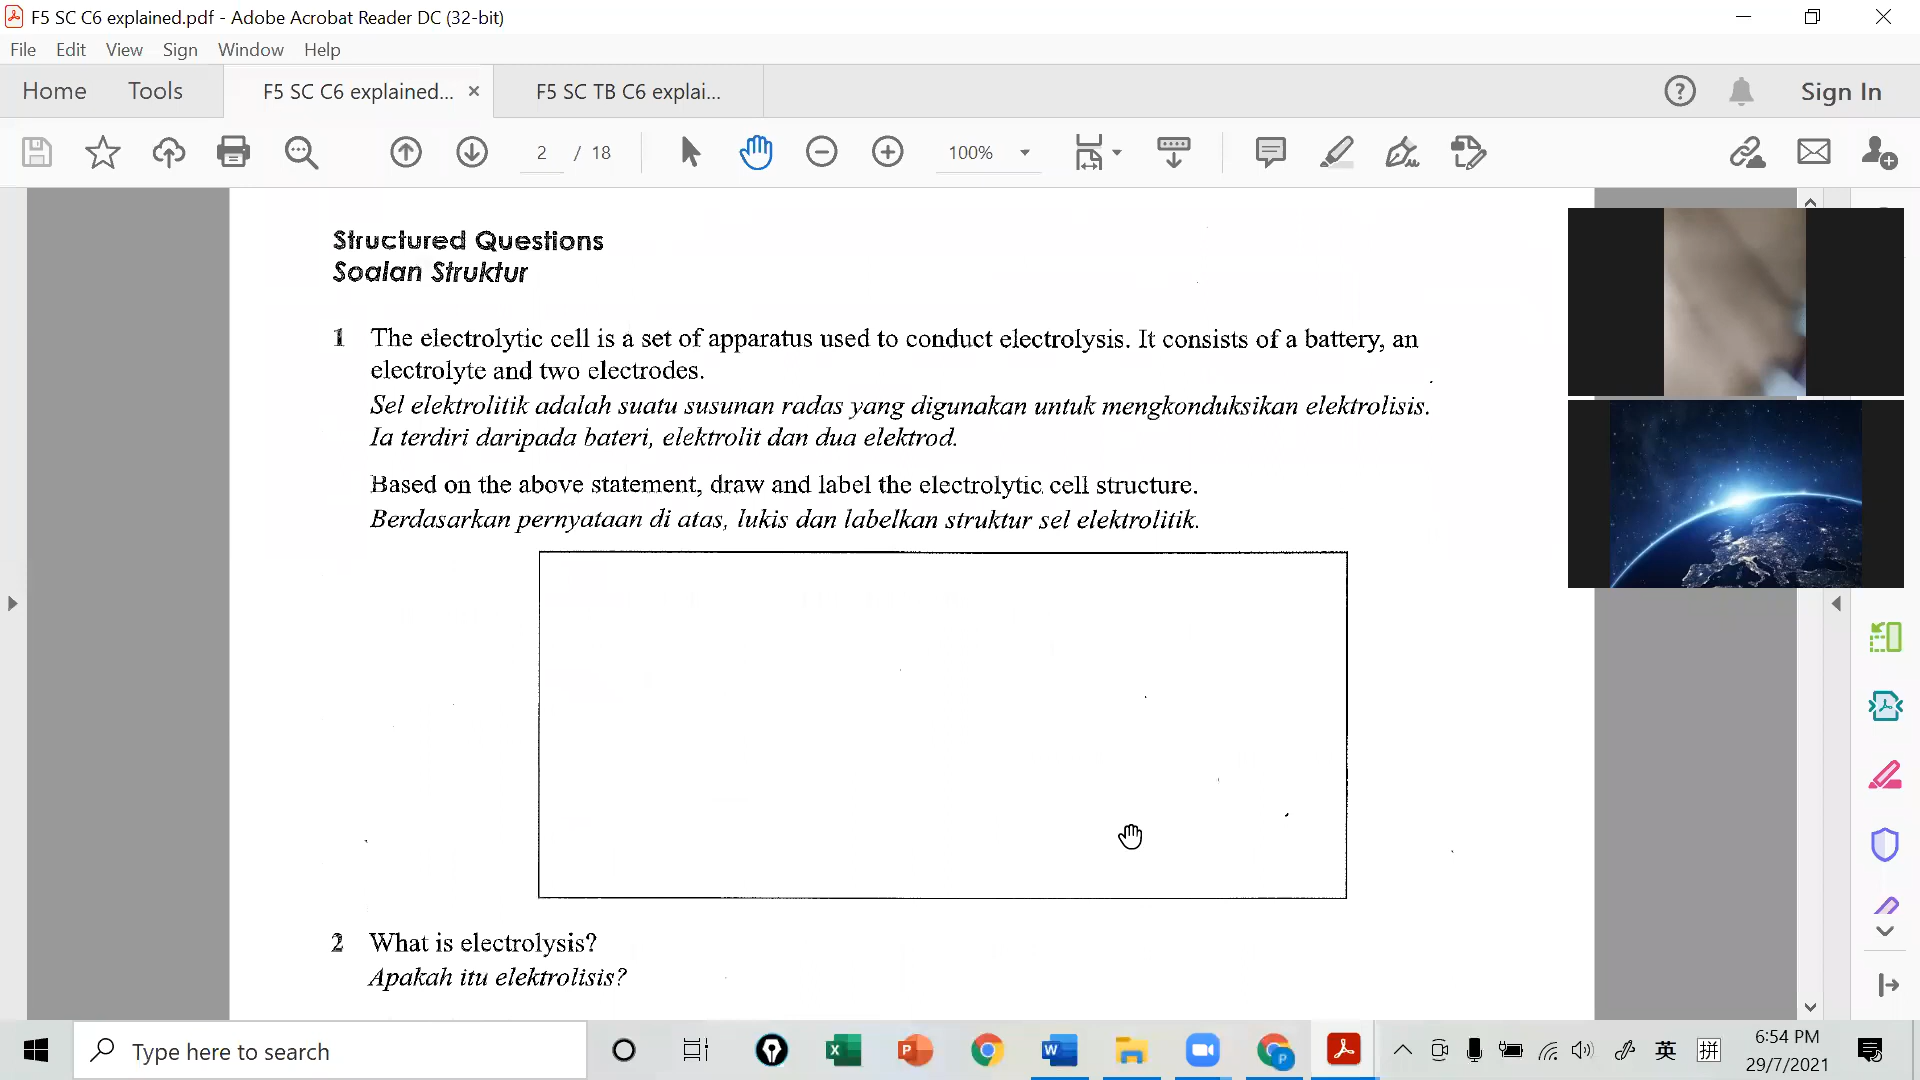 F5 SC C6 explained.pdf - Adobe Acrobat Reader DC (32-bit)
File Edit View Sign Window Help
Home Tools F5 SC C6 explained... × F5 SC TB C6 explai... Sign In
2 / 18 100%
Structured Questions
Soalan Struktur
1 The electrolytic cell is a set of apparatus used to conduct electrolysis. It consists of a battery, an
electrolyte and two electrodes.
Sel elektrolitik adalah suatu susunan radas yang digunakan untuk mengkonduksikan elektrolisis.
Ia terdiri daripada bateri, elektrolit dan dua elektrod.
Based on the above statement, draw and label the electrolytic cell structure.
Berdasarkan pernyataan di atas, lukis dan labelkan struktur sel elektrolitik.
2 What is electrolysis?
Apakah itu elektrolisis?
Type here to search
英 拼
6:54 PM
29/7/2021